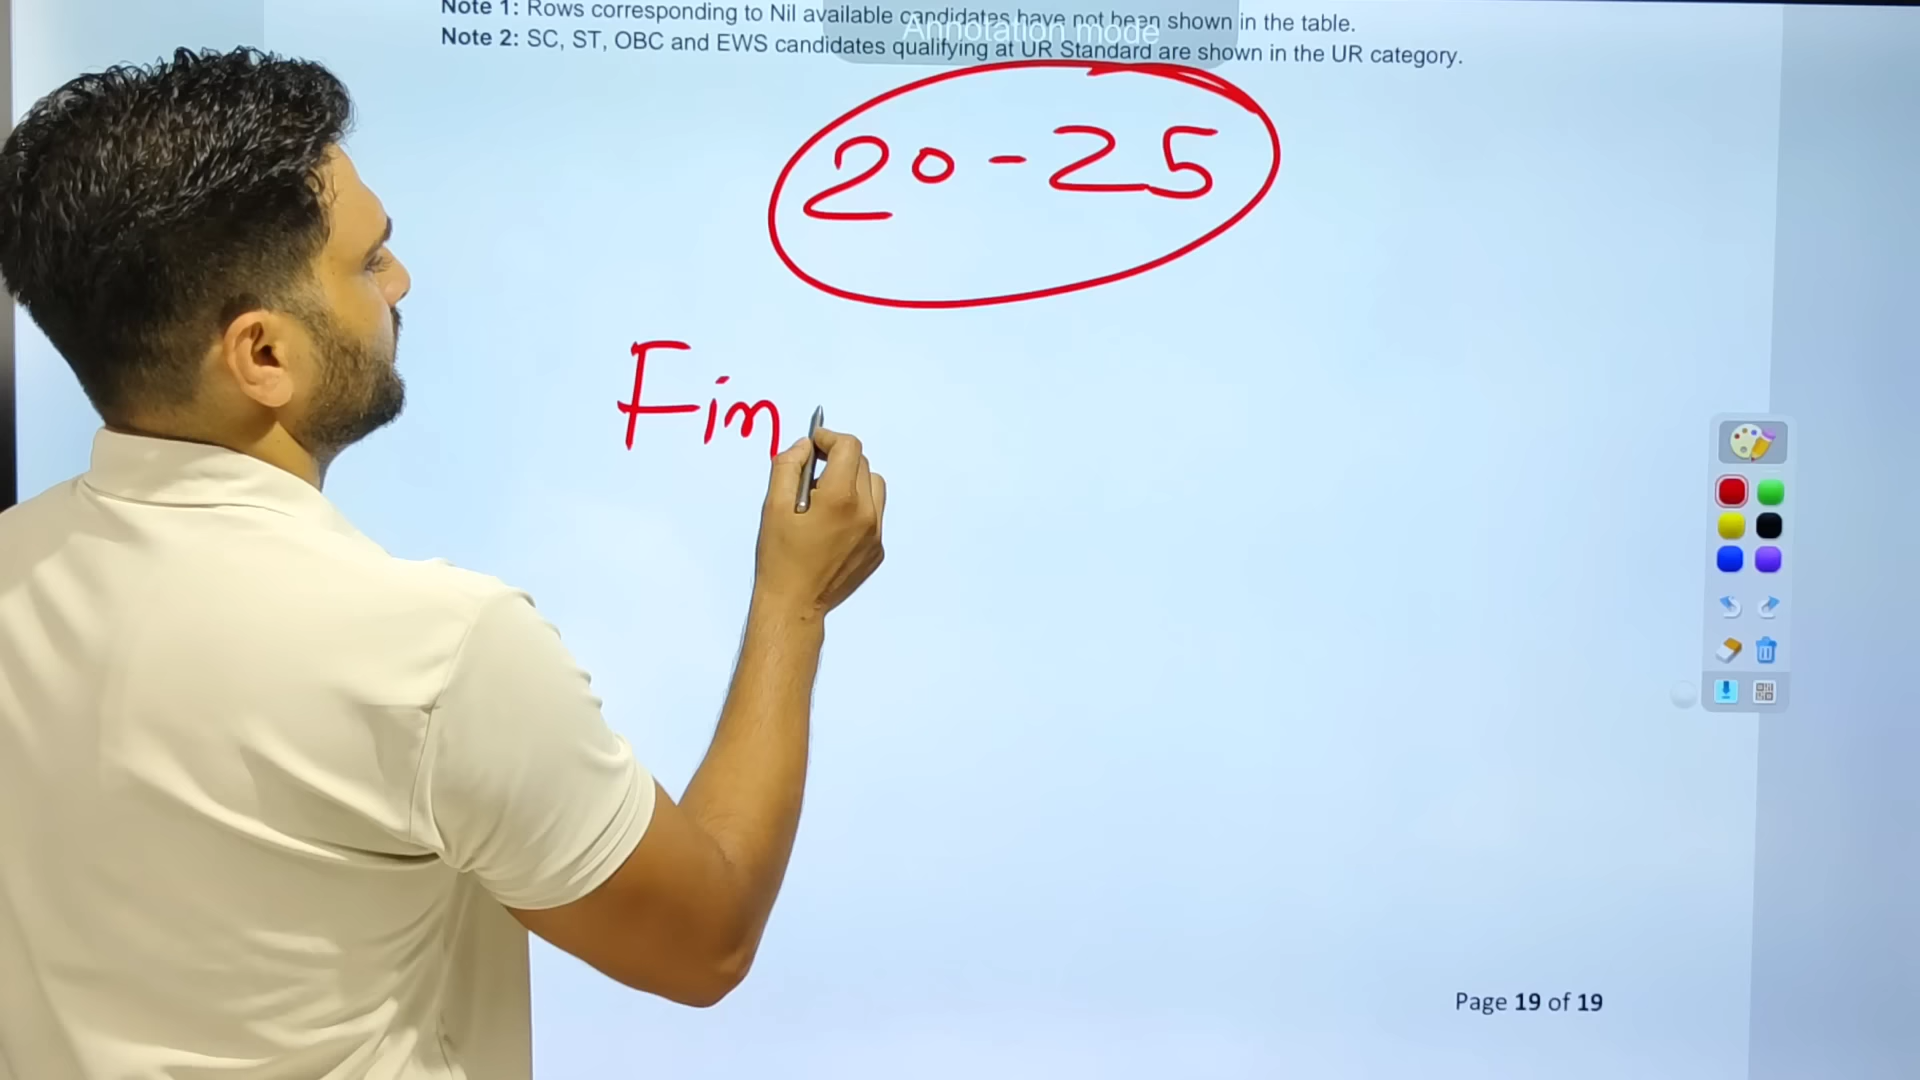 Note 1: Rows corresponding to Nil available candidates have not been shown in the table.
Annotation mode
Note 2: SC, ST, OBC and EWS candidates qualifying at UR Standard are shown in the UR category.
20-25
Fin
Page 19 of 19